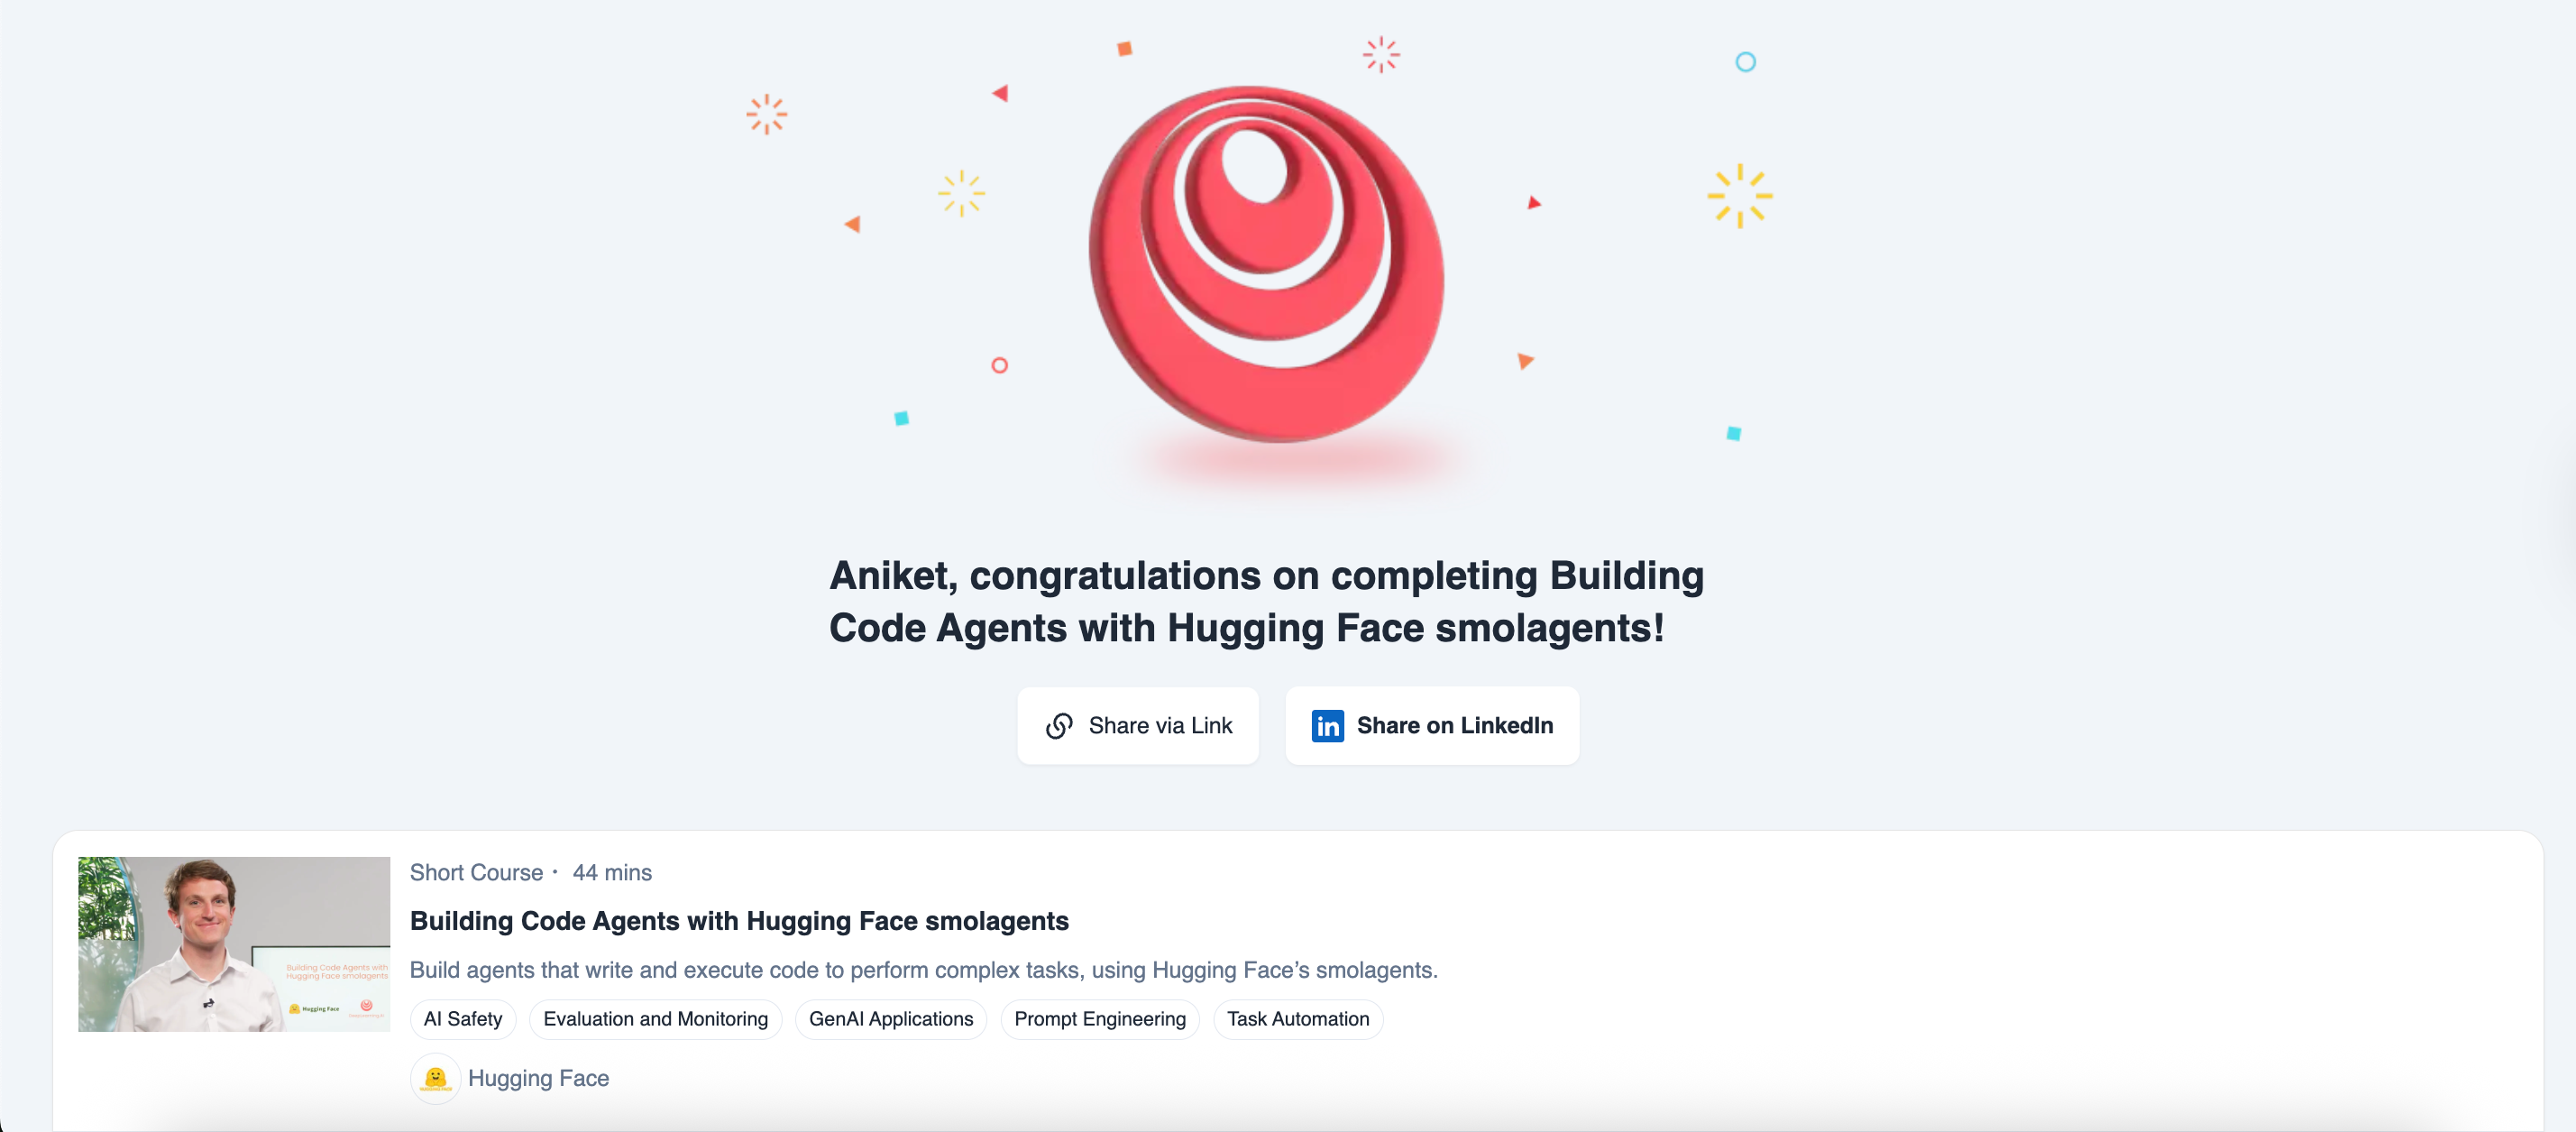 Aniket, congratulations on completing Building
Code Agents with Hugging Face smolagents!
Share via Link
in Share on LinkedIn
Short Course · 44 mins
Building Code Agents with Hugging Face smolagents
Build agents that write and execute code to perform complex tasks, using Hugging Face’s smolagents.
Building Code Agents with
Hugging Face smolagents
Hugging Face
AI Safety
Evaluation and Monitoring
GenAI Applications
Prompt Engineering
Task Automation
Hugging Face